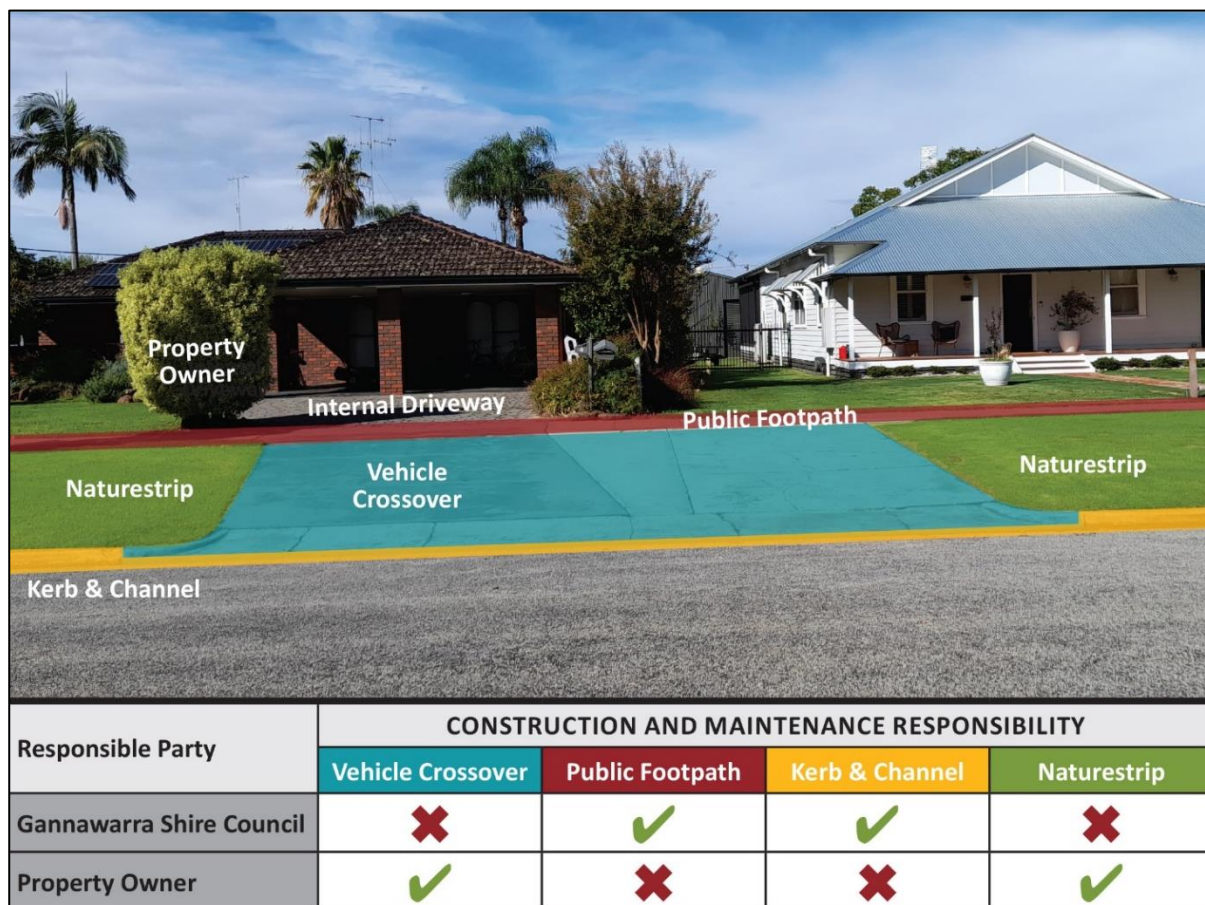 Property
Owner
Internal Driveway
Public Footpath
Naturestrip
Vehicle
Crossover
Naturestrip
Kerb & Channel
Responsible Party
CONSTRUCTION AND MAINTENANCE RESPONSIBILITY
Vehicle Crossover Public Footpath Kerb & Channel Naturestrip
Gannawarra Shire Council ✖ ✔ ✔ ✖
Property Owner ✔ ✖ ✖ ✔